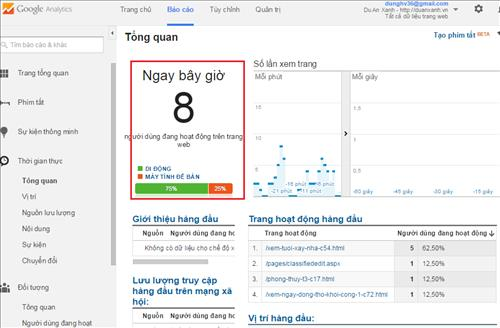 Google Analytics
Trang chủ
Báo cáo
Tùy chỉnh
Quản trị
dunghv36@gmail.com
Du An Xanh - http://duanxanh.vn
Tất cả dữ liệu trang web
Tìm báo cáo & khác
Trang tổng quan
Phím tắt
Sự kiện thông minh
Thời gian thực
Tổng quan
Vị trí
Nguồn lưu lượng
Nội dung
Sự kiện
Chuyển đổi
Đối tượng
Tổng quan
Người dùng đang hoạt
Tổng quan
Tạo phím tắt BETA
Ngay bây giờ
8
người dùng đang hoạt động trên trang
web
DI ĐỘNG
MÁY TÍNH ĐỂ BÀN
75%
25%
Số lần xem trang
Mỗi phút
Mỗi giây
15
10
5
-16 phút
-6 phút
-21 phút
-11 phút
-60 giây
-45 giây
-30 giây
-15 giây
Giới thiệu hàng đầu
Nguồn
Người dùng đang hoạ
Không có dữ liệu cho chế độ x
Lưu lượng truy cập
hàng đầu trên mạng xã
hội:
Nguồn
Người dùng đang hoạ
Trang hoạt động hàng đầu
Trang hoạt động
Người dùng đang hoạt động
1. /xem-tuoi-xay-nha-c54.html 5 62,50%
2. /pages/classifiededit.aspx 1 12,50%
3. /phong-thuy-t3-c17.html 1 12,50%
4. /xem-ngay-dong-tho-khoi-cong-1-c72.html 1 12,50%
Vị trí hàng đầu: